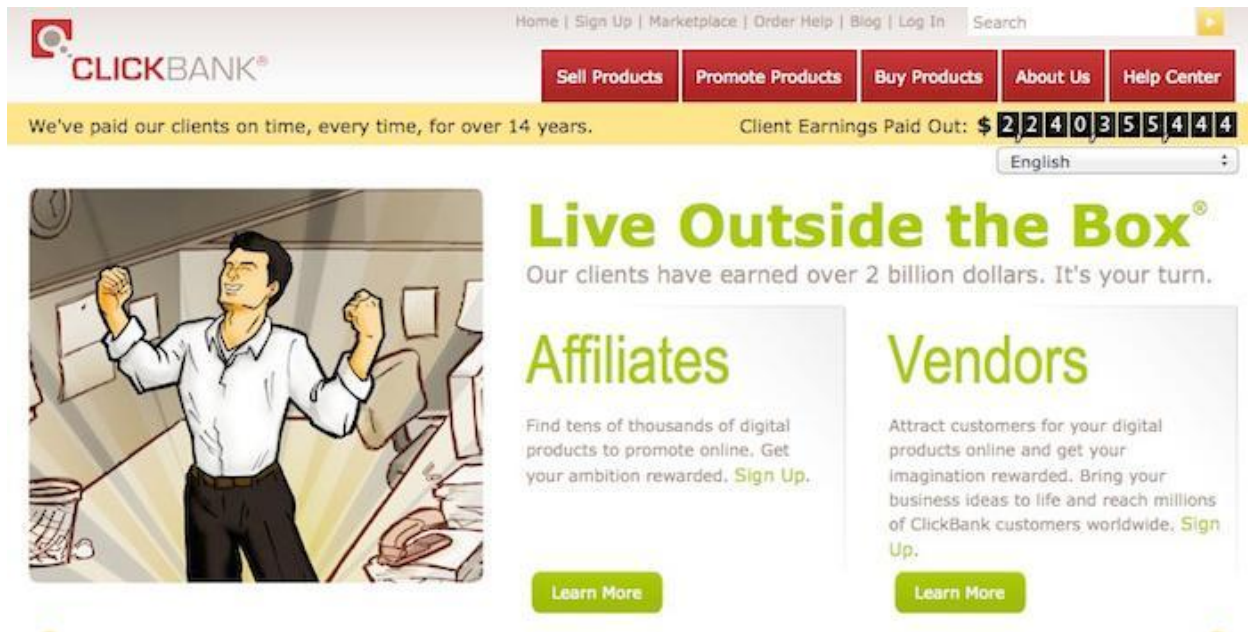 Home | Sign Up | Marketplace | Order Help | Blog | Log In
Search
CLICKBANK®
Sell Products
Promote Products
Buy Products
About Us
Help Center
We've paid our clients on time, every time, for over 14 years.
Client Earnings Paid Out: $ 2,240,355,444
English
Live Outside the Box®
Our clients have earned over 2 billion dollars. It's your turn.
Affiliates
Find tens of thousands of digital
products to promote online. Get
your ambition rewarded. Sign Up.
Learn More
Vendors
Attract customers for your digital
products online and get your
imagination rewarded. Bring your
business ideas to life and reach millions
of ClickBank customers worldwide. Sign
Up.
Learn More